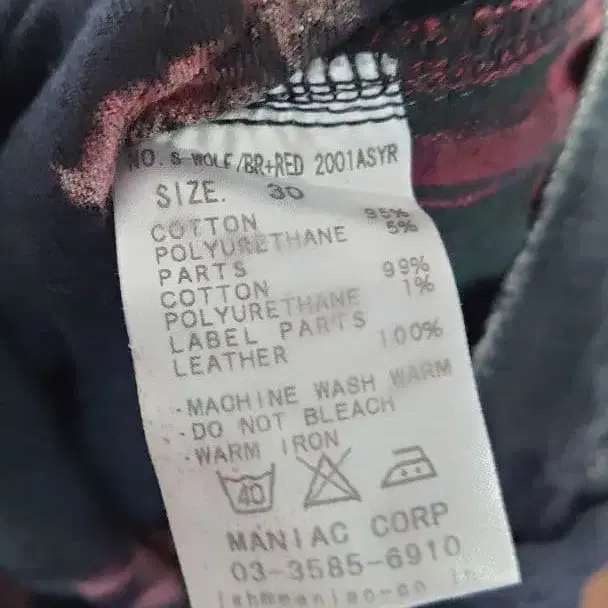 NO. S-WOLF/BR+RED 2001ASYR
SIZE. 30
COTTON 95%
POLYURETHANE 5%
PARTS
COTTON 99%
POLYURETHANE 1%
LABEL PARTS
LEATHER 100%
·MACHINE WASH WARM
·DO NOT BLEACH
·WARM IRON
40
MANIAC CORP
03-3585-6910